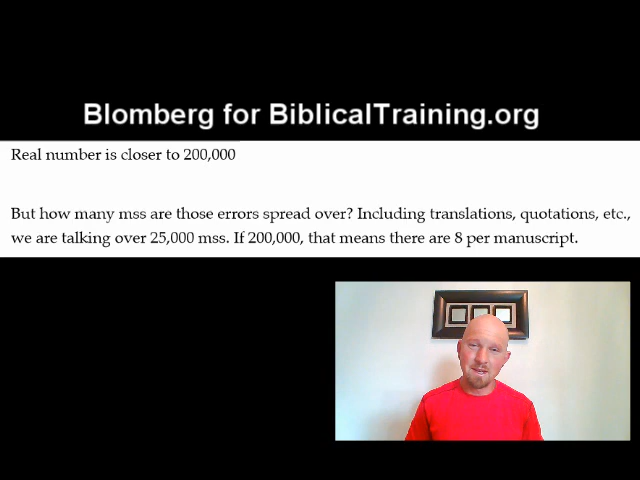 Blomberg for BiblicalTraining.org
Real number is closer to 200,000
But how many mss are those errors spread over? Including translations, quotations, etc.,
we are talking over 25,000 mss. If 200,000, that means there are 8 per manuscript.